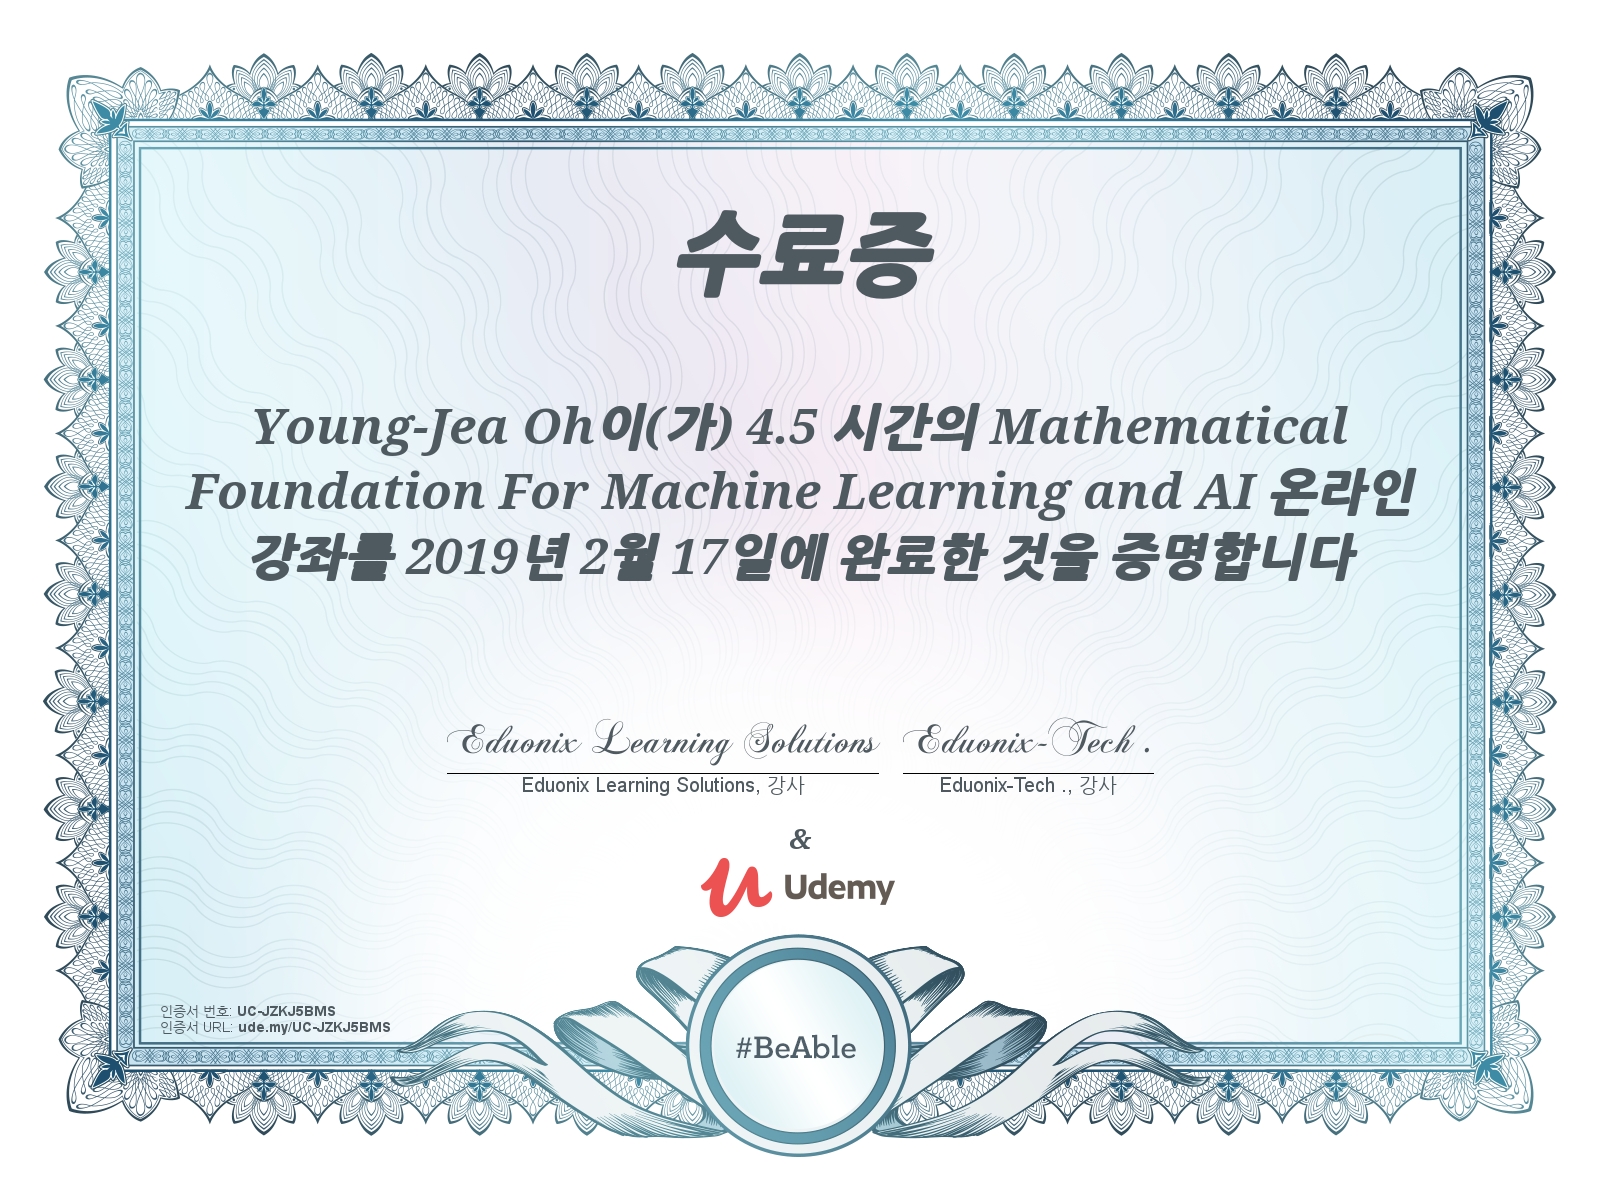 수료증
Young-Jea Oh이(가) 4.5 시간의 Mathematical
Foundation For Machine Learning and AI 온라인
강좌를 2019년 2월 17일에 완료한 것을 증명합니다
Eduonix Learning Solutions
Eduonix-Tech .
Eduonix Learning Solutions, 강사
Eduonix-Tech ., 강사
&
Udemy
인증서 번호: UC-JZKJ5BMS
인증서 URL: ude.my/UC-JZKJ5BMS
#BeAble